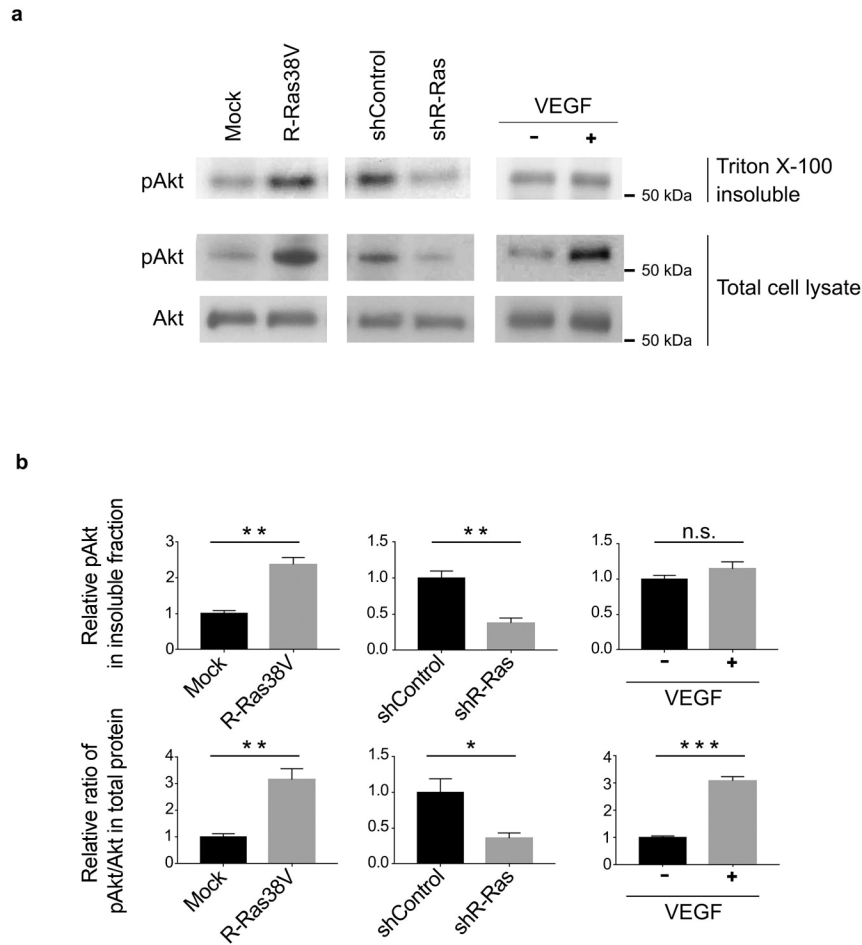 a
Mock
R-Ras38V
shControl
shR-Ras
VEGF
- +
pAkt
50 kDa
Triton X-100
insoluble
pAkt
50 kDa
Total cell lysate
Akt
50 kDa
b
Relative pAkt
in insoluble fraction
3
2
1
0
**
Mock
R-Ras38V
1.5
1.0
0.5
0.0
**
shControl
shR-Ras
1.5
1.0
0.5
0.0
n.s.
- +
VEGF
Relative ratio of
pAkt/Akt in total protein
4
3
2
1
0
**
Mock
R-Ras38V
1.5
1.0
0.5
0.0
*
shControl
shR-Ras
4
3
2
1
0
***
- +
VEGF